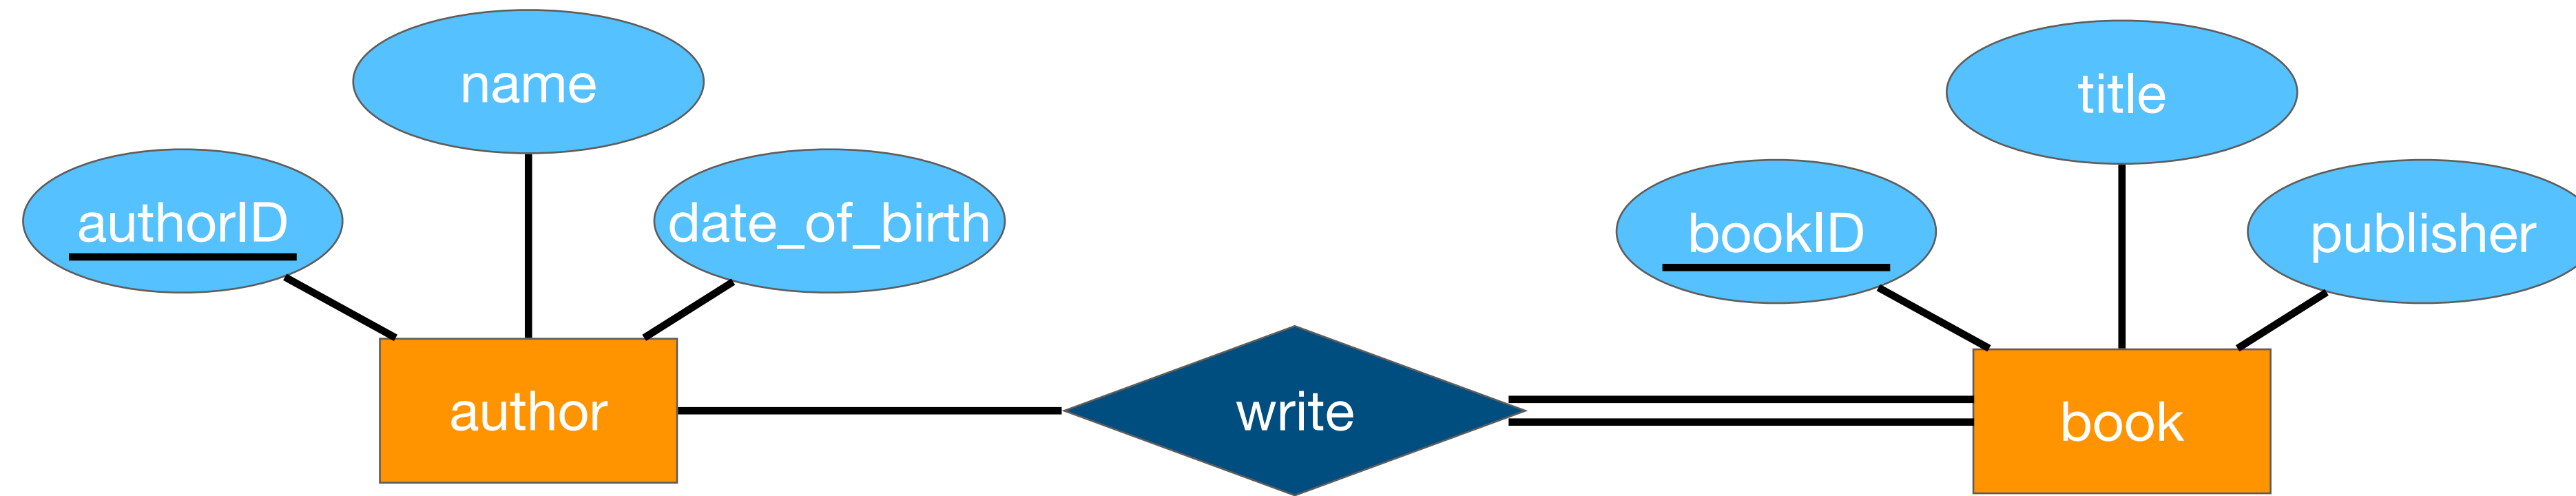 name
title
authorID
date_of_birth
bookID
publisher
author
write
book